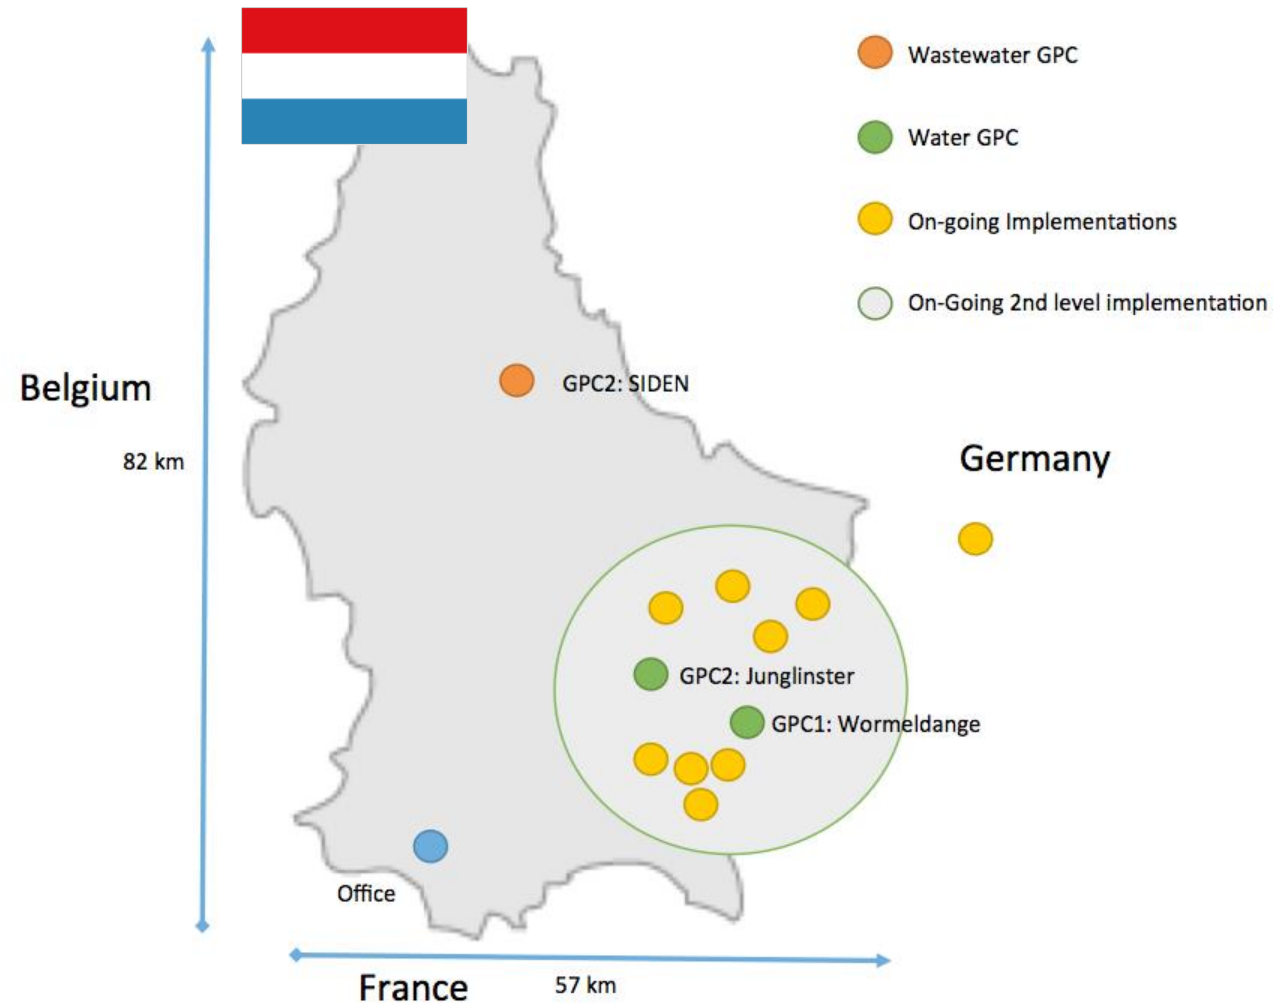 Wastewater GPC
Water GPC
On-going Implementations
On-Going 2nd level implementation
Belgium
GPC2: SIDEN
82 km
Germany
GPC2: Junglinster
GPC1: Wormeldange
Office
France
57 km